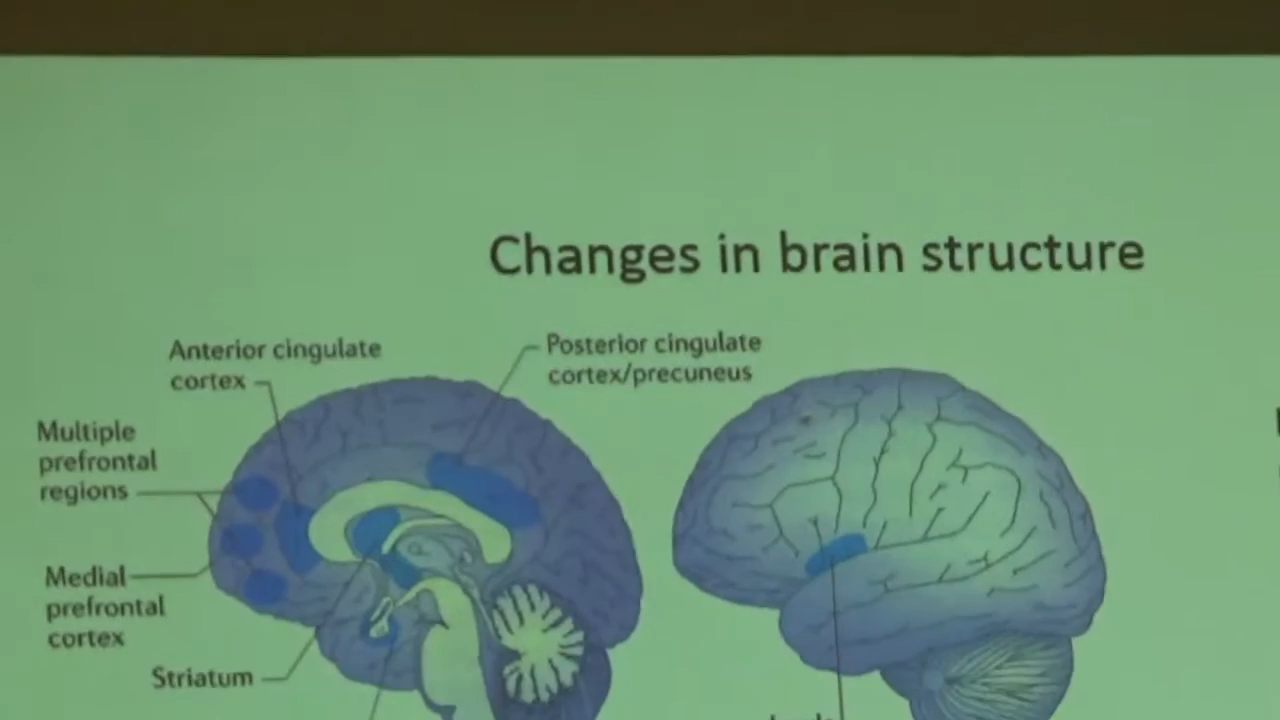 Changes in brain structure
Anterior cingulate
cortex
Posterior cingulate
cortex/precuneus
Multiple
prefrontal
regions
Medial
prefrontal
cortex
Striatum